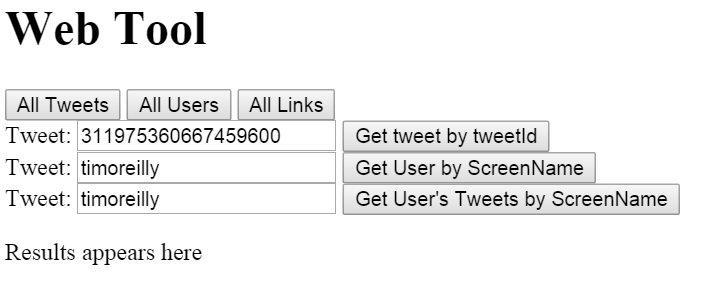 Web Tool
All Tweets All Users All Links
Tweet: 311975360667459600 Get tweet by tweetId
Tweet: timoreilly Get User by ScreenName
Tweet: timoreilly Get User's Tweets by ScreenName
Results appears here